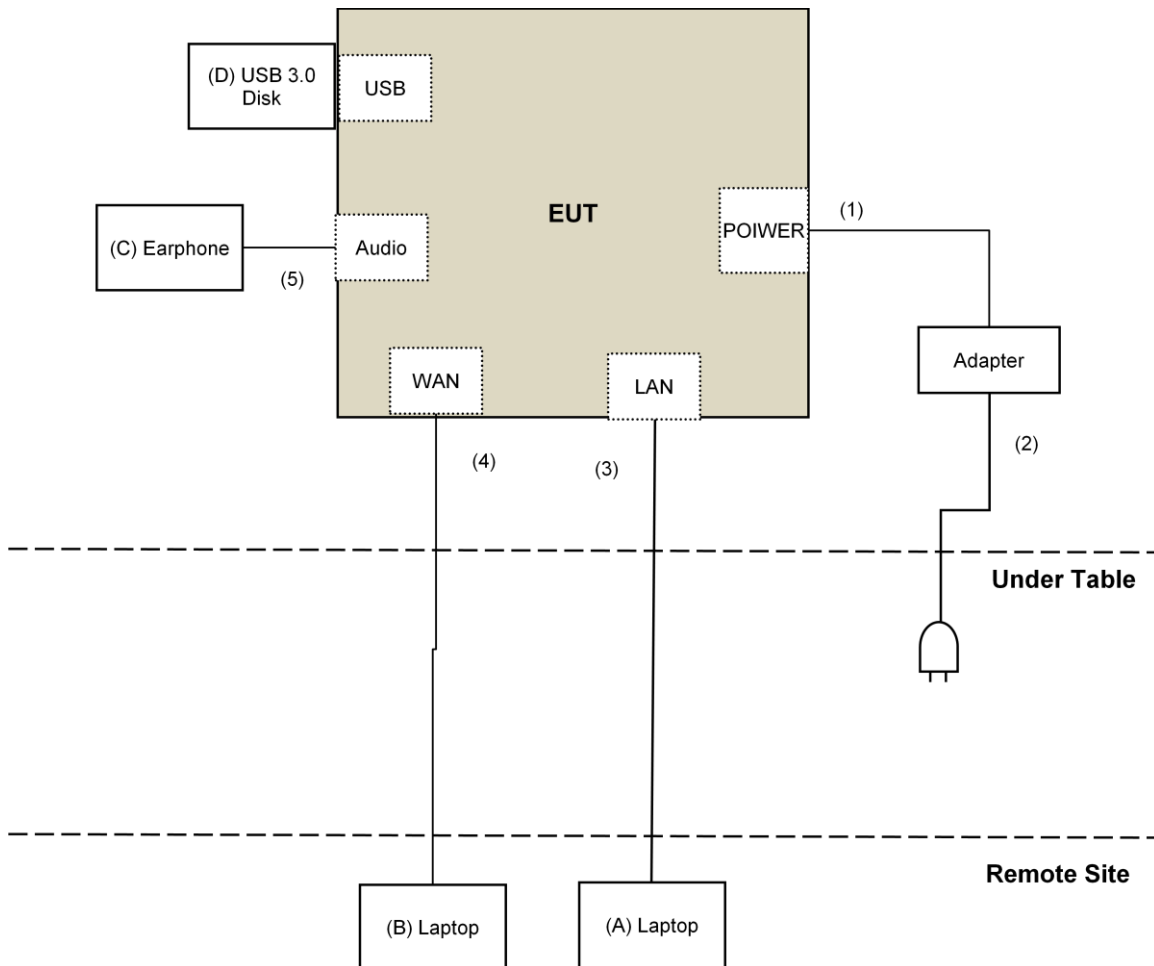 (D) USB 3.0
Disk
USB
EUT
(1)
POIWER
(C) Earphone
Audio
(5)
Adapter
WAN
LAN
(2)
(4)
(3)
Under Table
Remote Site
(B) Laptop
(A) Laptop